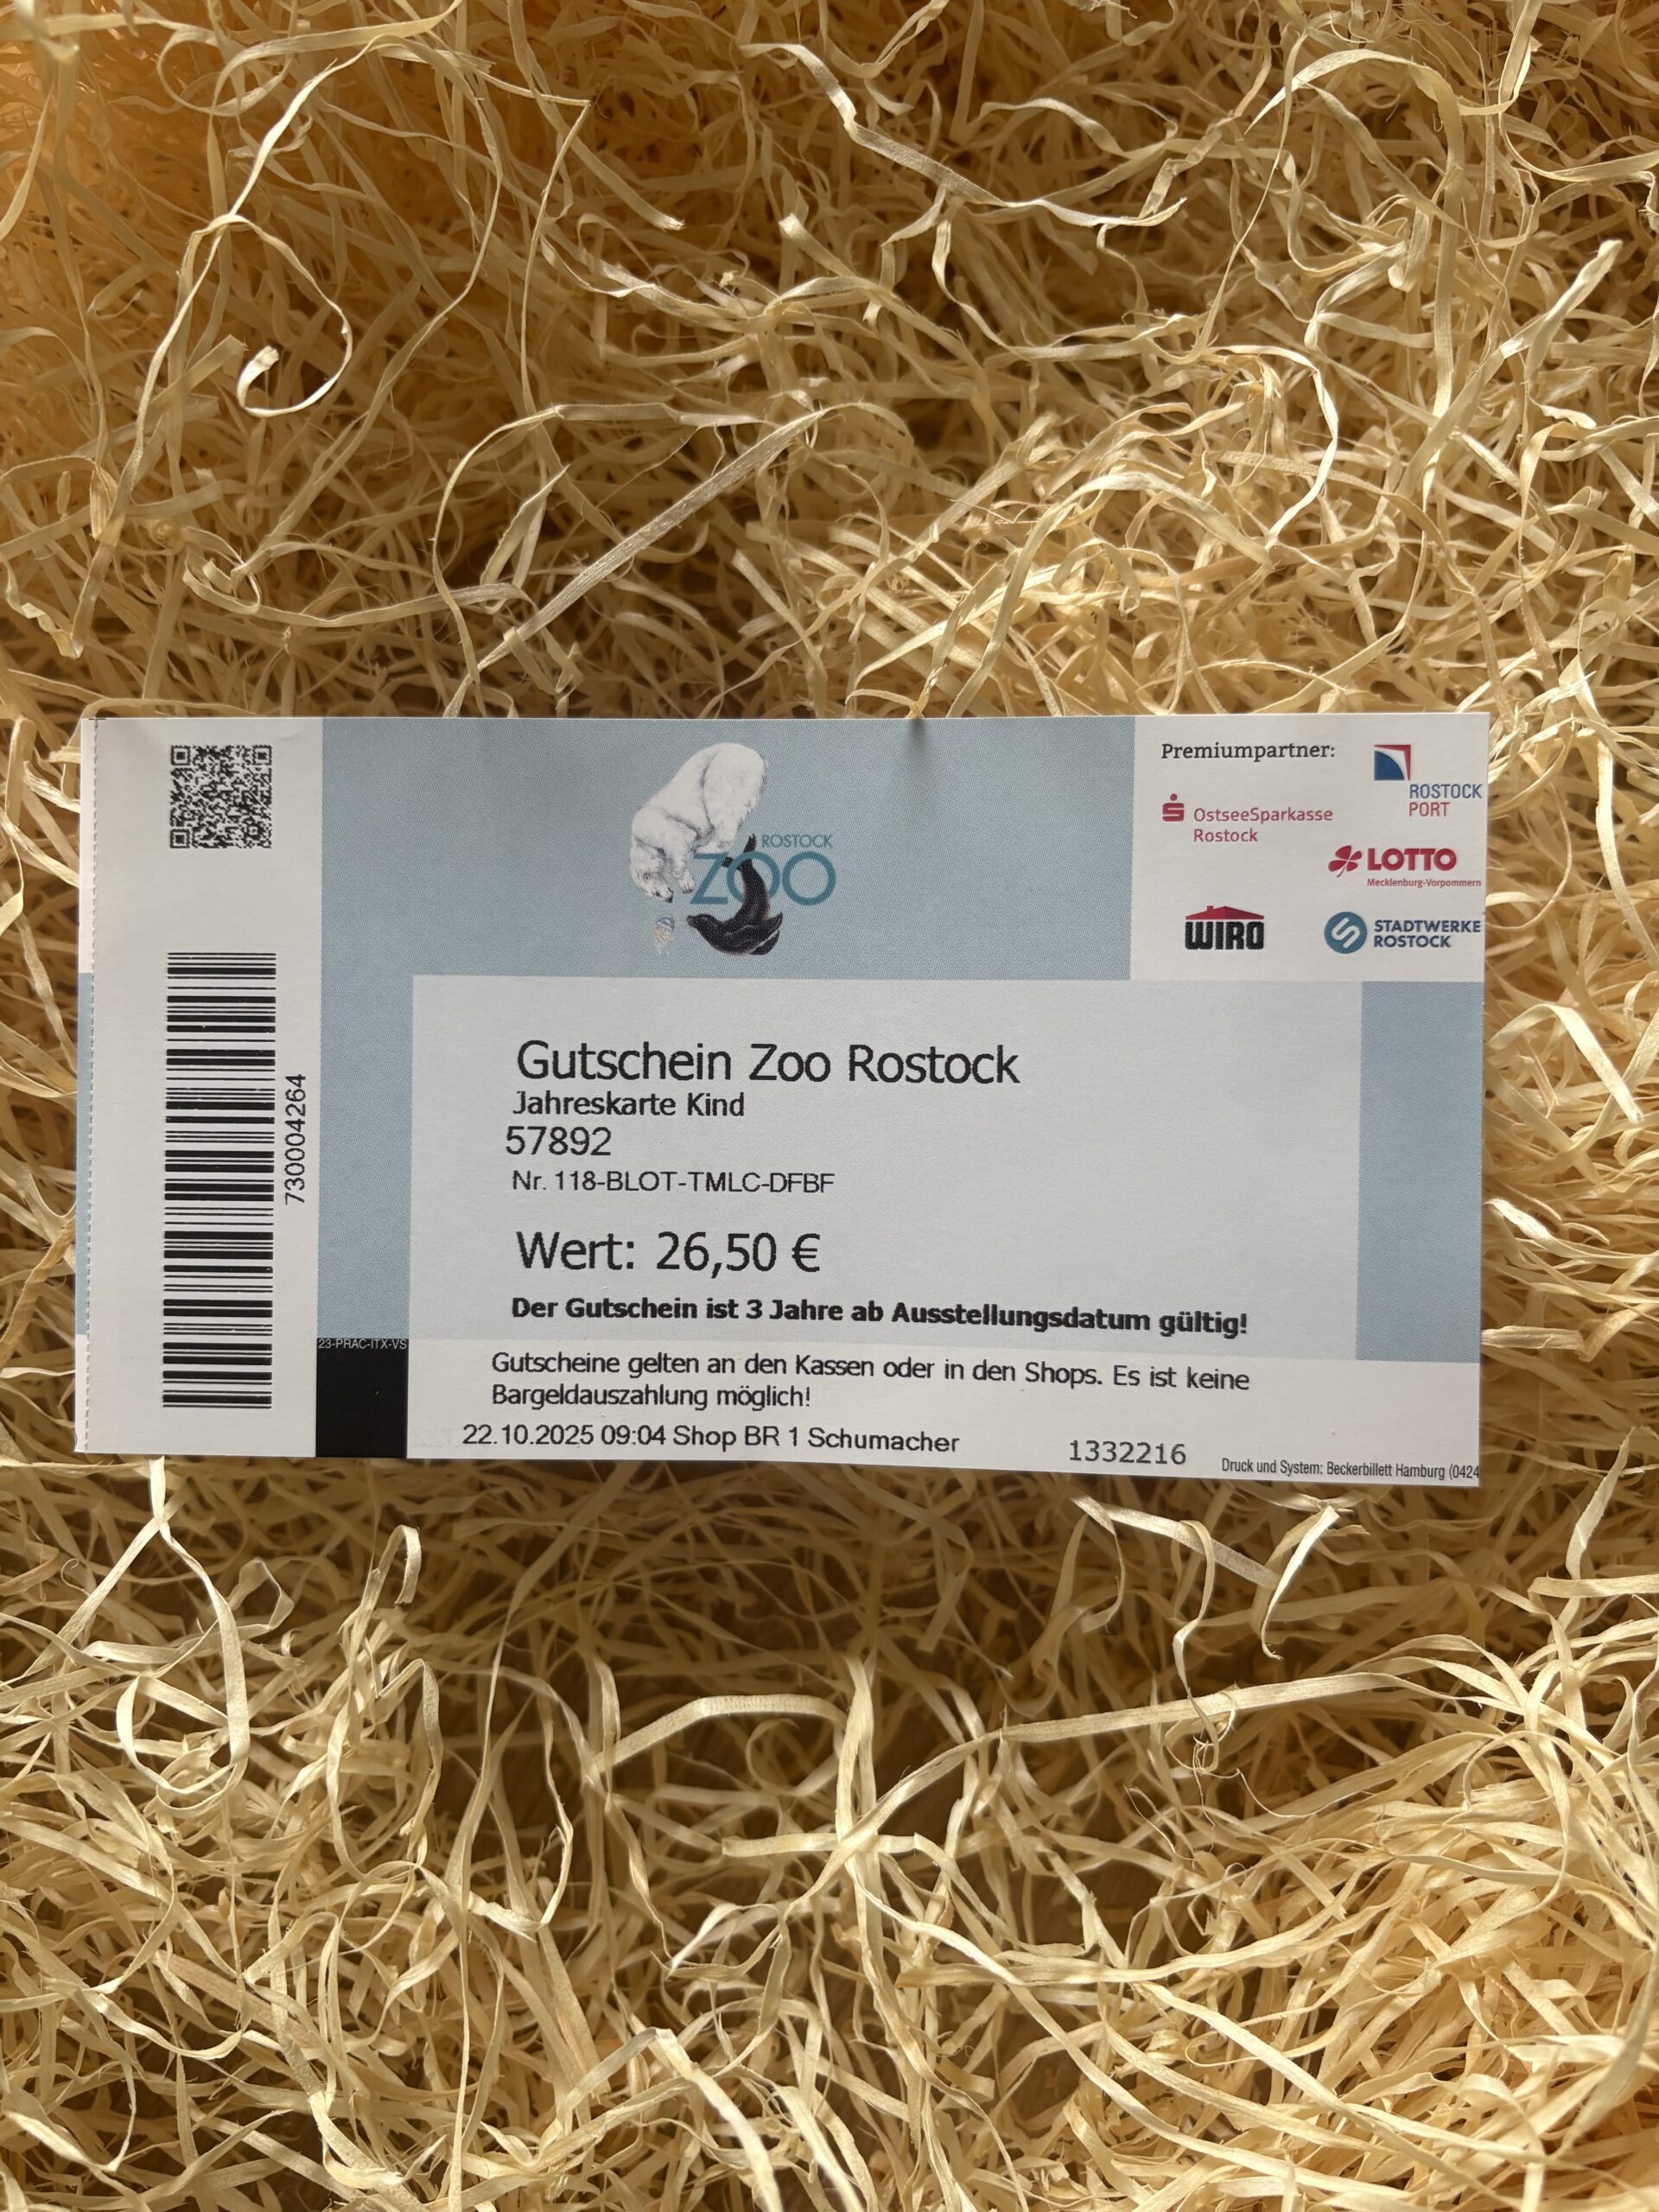 Premiumpartner:
ROSTOCK
PORT
OstseeSparkasse
Rostock
LOTTO
Mecklenburg-Vorpommern
WIRO
STADTWERKE
ROSTOCK
ROSTOCK
ZOO
730004264
Gutschein Zoo Rostock
Jahreskarte Kind
57892
Nr. 118-BLOT-TMLC-DFBF
Wert: 26,50 €
Der Gutschein ist 3 Jahre ab Ausstellungsdatum gültig!
23-PRAC-ITX-VS
Gutscheine gelten an den Kassen oder in den Shops. Es ist keine
Bargeldauszahlung möglich!
22.10.2025 09:04 Shop BR 1 Schumacher
1332216
Druck und System: Beckerbillett Hamburg (0424